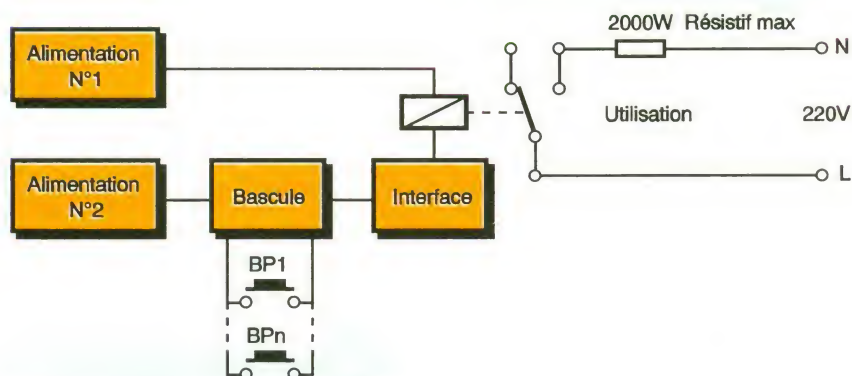 2000W Résistif max
Alimentation
N°1
N
Utilisation
220V
Alimentation
N°2
Bascule
Interface
L
BP1
BPn